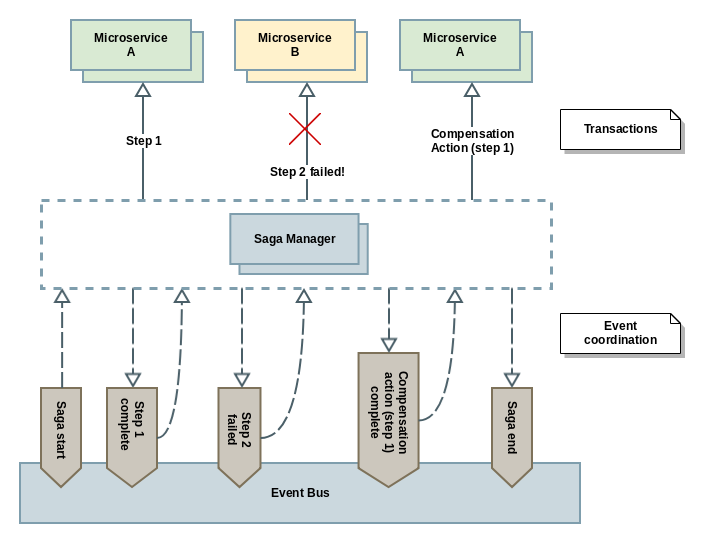 Microservice
A
Microservice
B
Microservice
A
Step 1
Step 2 failed!
Compensation
Action (step 1)
Transactions
Saga Manager
Event
coordination
Saga start
Step 1
complete
Step 2
failed
Compensation
action (step 1)
complete
Saga end
Event Bus